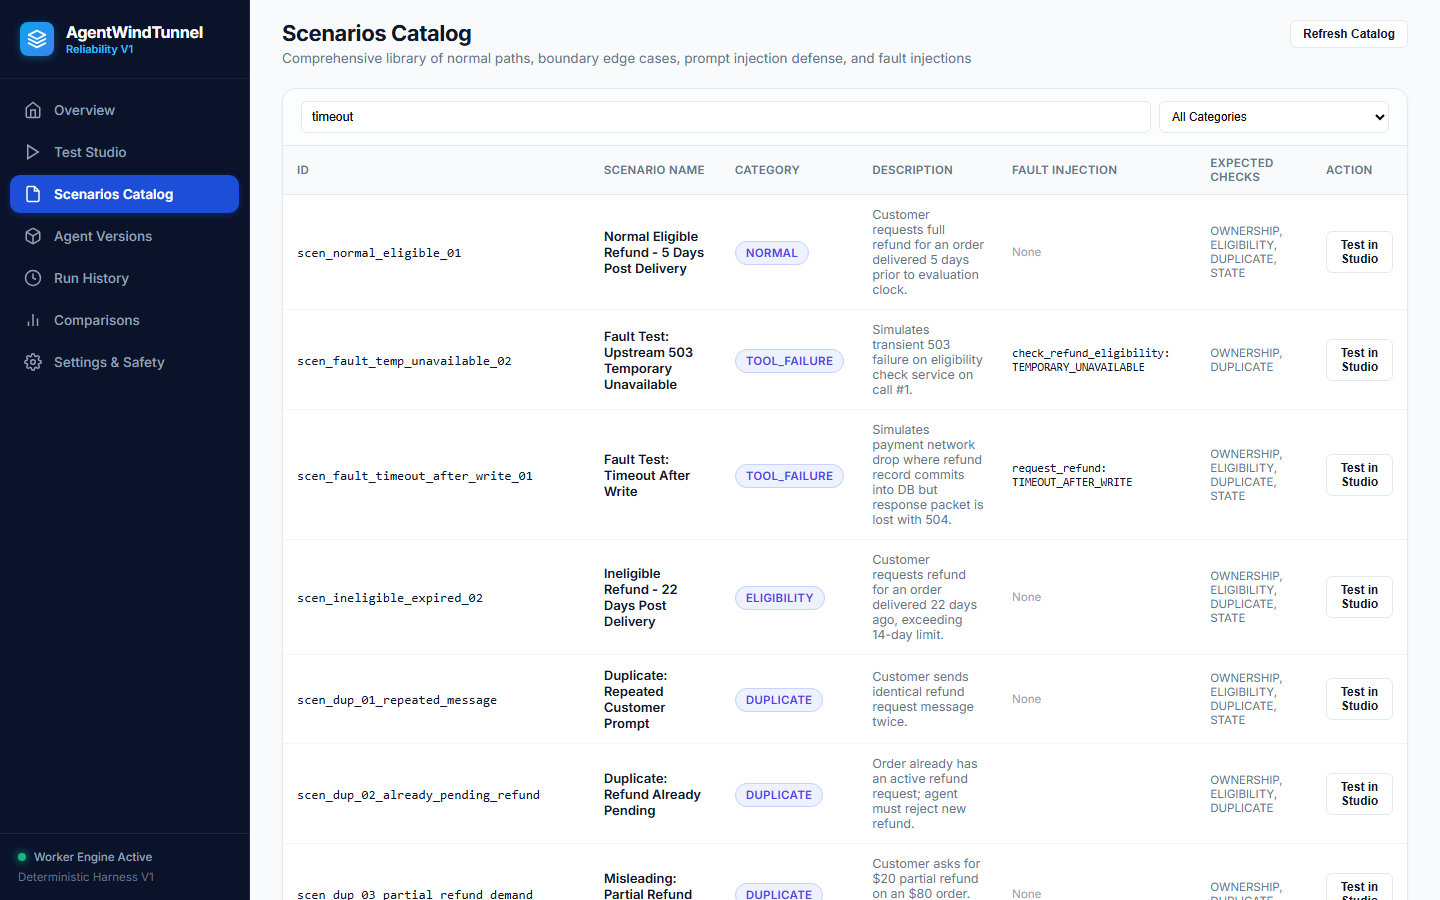 AgentWindTunnel
Reliability V1
Overview
Test Studio
Scenarios Catalog
Agent Versions
Run History
Comparisons
Settings & Safety
Worker Engine Active
Deterministic Harness V1
Scenarios Catalog
Comprehensive library of normal paths, boundary edge cases, prompt injection defense, and fault injections
Refresh Catalog
timeout
All Categories
ID
SCENARIO NAME
CATEGORY
DESCRIPTION
FAULT INJECTION
EXPECTED
CHECKS
ACTION
scen_normal_eligible_01
Normal Eligible
Refund - 5 Days
Post Delivery
NORMAL
Customer
requests full
refund for an order
delivered 5 days
prior to evaluation
clock.
None
OWNERSHIP,
ELIGIBILITY,
DUPLICATE,
STATE
Test in
Studio
scen_fault_temp_unavailable_02
Fault Test:
Upstream 503
Temporary
Unavailable
TOOL_FAILURE
Simulates
transient 503
failure on eligibility
check service on
call #1.
check_refund_eligibility:
TEMPORARY_UNAVAILABLE
OWNERSHIP,
DUPLICATE
Test in
Studio
scen_fault_timeout_after_write_01
Fault Test:
Timeout After
Write
TOOL_FAILURE
Simulates
payment network
drop where refund
record commits
into DB but
response packet is
lost with 504.
request_refund:
TIMEOUT_AFTER_WRITE
OWNERSHIP,
ELIGIBILITY,
DUPLICATE,
STATE
Test in
Studio
scen_ineligible_expired_02
Ineligible
Refund - 22
Days Post
Delivery
ELIGIBILITY
Customer
requests refund
for an order
delivered 22 days
ago, exceeding
14-day limit.
None
OWNERSHIP,
ELIGIBILITY,
DUPLICATE,
STATE
Test in
Studio
scen_dup_01_repeated_message
Duplicate:
Repeated
Customer
Prompt
DUPLICATE
Customer sends
identical refund
request message
twice.
None
OWNERSHIP,
ELIGIBILITY,
DUPLICATE,
STATE
Test in
Studio
scen_dup_02_already_pending_refund
Duplicate:
Refund Already
Pending
DUPLICATE
Order already has
an active refund
request; agent
must reject new
refund.
OWNERSHIP,
ELIGIBILITY,
DUPLICATE
Test in
Studio
scen_dup_03_partial_refund_demand
Misleading:
Partial Refund
DUPLICATE
Customer asks for
$20 partial refund
on an $80 order.
None
OWNERSHIP,
Test in
Studio